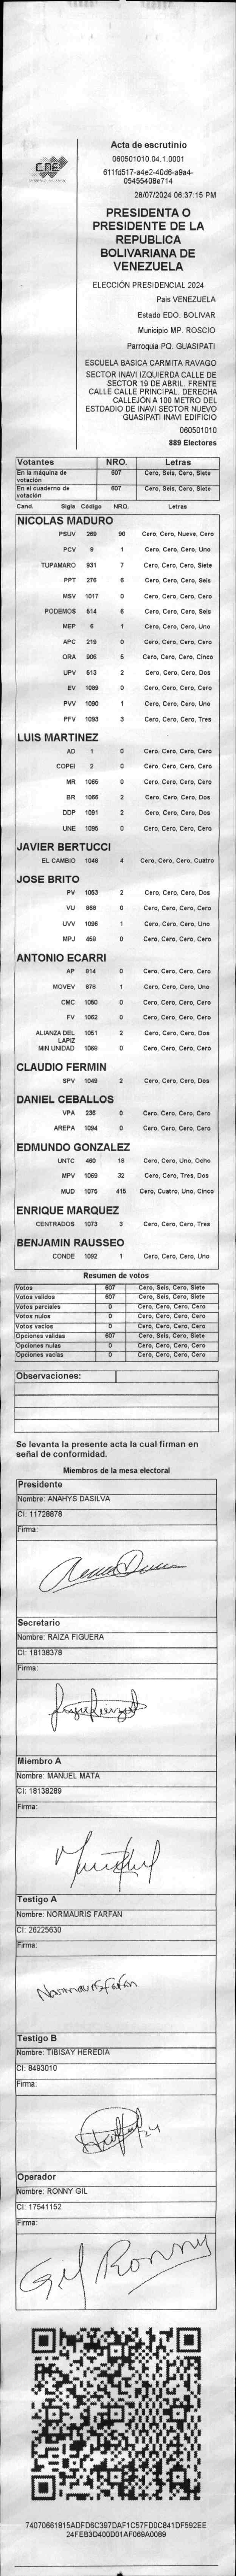 CNE
Acta de escrutinio
060501010.04.1.0001
611fd517-a4e2-40d6-a9a4-
05455408e714
28/07/2024 06:37:15 PM
PRESIDENTA O
PRESIDENTE DE LA
REPUBLICA
BOLIVARIANA DE
VENEZUELA
ELECCIÓN PRESIDENCIAL 2024
Pais VENEZUELA
Estado EDO. BOLIVAR
Municipio MP. ROSCIO
Parroquia PQ. GUASIPATI
ESCUELA BASICA CARMITA RAVAGO
SECTOR INAVI IZQUIERDA CALLE DE
SECTOR 19 DE ABRIL. FRENTE
CALLE CALLE PRINCIPAL. DERECHA
CALLEJÓN A 100 METRO DEL
ESTDADIO DE INAVI SECTOR NUEVO
GUASIPATI INAVI EDIFICIO
060501010
889 Electores
Votantes NRO. Letras
En la máquina de votación 607 Cero, Seis, Cero, Siete
En el cuaderno de votación 607 Cero, Seis, Cero, Siete
Cand. Sigla Código NRO. Letras
NICOLAS MADURO
PSUV 269 90 Cero, Cero, Nueve, Cero
PCV 9 1 Cero, Cero, Cero, Uno
TUPAMARO 931 7 Cero, Cero, Cero, Siete
PPT 276 6 Cero, Cero, Cero, Seis
MSV 1017 0 Cero, Cero, Cero, Cero
PODEMOS 514 6 Cero, Cero, Cero, Seis
MEP 6 1 Cero, Cero, Cero, Uno
APC 219 0 Cero, Cero, Cero, Cero
ORA 906 5 Cero, Cero, Cero, Cinco
UPV 513 2 Cero, Cero, Cero, Dos
EV 1089 0 Cero, Cero, Cero, Cero
PVV 1090 1 Cero, Cero, Cero, Uno
PFV 1093 3 Cero, Cero, Cero, Tres
LUIS MARTINEZ
AD 1 0 Cero, Cero, Cero, Cero
COPEI 2 0 Cero, Cero, Cero, Cero
MR 1065 0 Cero, Cero, Cero, Cero
BR 1066 2 Cero, Cero, Cero, Dos
DDP 1091 2 Cero, Cero, Cero, Dos
UNE 1095 0 Cero, Cero, Cero, Cero
JAVIER BERTUCCI
EL CAMBIO 1048 4 Cero, Cero, Cero, Cuatro
JOSE BRITO
PV 1053 2 Cero, Cero, Cero, Dos
VU 868 0 Cero, Cero, Cero, Cero
UVV 1096 1 Cero, Cero, Cero, Uno
MPJ 458 0 Cero, Cero, Cero, Cero
ANTONIO ECARRI
AP 814 0 Cero, Cero, Cero, Cero
MOVEV 878 1 Cero, Cero, Cero, Uno
CMC 1050 0 Cero, Cero, Cero, Cero
FV 1062 0 Cero, Cero, Cero, Cero
ALIANZA DEL LAPIZ 1051 2 Cero, Cero, Cero, Dos
MIN UNIDAD 1058 0 Cero, Cero, Cero, Cero
CLAUDIO FERMIN
SPV 1049 2 Cero, Cero, Cero, Dos
DANIEL CEBALLOS
VPA 236 0 Cero, Cero, Cero, Cero
AREPA 1094 0 Cero, Cero, Cero, Cero
EDMUNDO GONZALEZ
UNTC 460 18 Cero, Cero, Uno, Ocho
MPV 1069 32 Cero, Cero, Tres, Dos
MUD 1075 415 Cero, Cuatro, Uno, Cinco
ENRIQUE MARQUEZ
CENTRADOS 1073 3 Cero, Cero, Cero, Tres
BENJAMIN RAUSSEO
CONDE 1092 1 Cero, Cero, Cero, Uno
Resumen de votos
Votos 607 Cero, Seis, Cero, Siete
Votos validos 607 Cero, Seis, Cero, Siete
Votos parciales 0 Cero, Cero, Cero, Cero
Votos nulos 0 Cero, Cero, Cero, Cero
Votos vacios 0 Cero, Cero, Cero, Cero
Opciones validas 607 Cero, Seis, Cero, Siete
Opciones nulas 0 Cero, Cero, Cero, Cero
Opciones vacias 0 Cero, Cero, Cero, Cero
Observaciones:
Se levanta la presente acta la cual firman en
señal de conformidad.
Miembros de la mesa electoral
Presidente
Nombre: ANAHYS DASILVA
CI: 11728878
Firma:
Secretario
Nombre: RAIZA FIGUERA
CI: 18138378
Firma:
Miembro A
Nombre: MANUEL MATA
CI: 18138289
Firma:
Testigo A
Nombre: NORMAURIS FARFAN
CI: 26225630
Firma:
Normauris farfan
Testigo B
Nombre: TIBISAY HEREDIA
CI: 8493010
Firma:
Operador
Nombre: RONNY GIL
CI: 17541152
Firma:
Gil Ronny
74070661815ADFD6C397DAF1C57FD0C841DF592EE
24FEB3D400D01AF069A0089